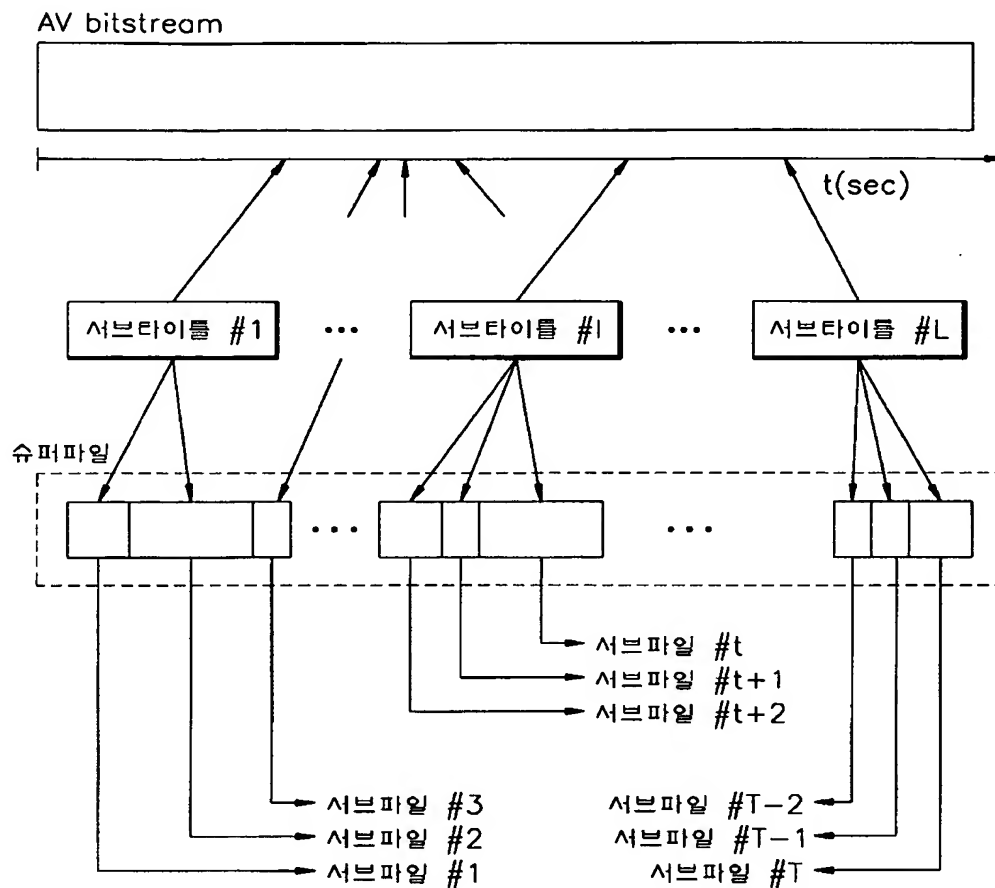 AV bitstream
t(sec)
서브타이틀 #1 ... 서브타이틀 #l ... 서브타이틀 #L
슈퍼파일
... ...
서브파일 #t
서브파일 #t+1
서브파일 #t+2
서브파일 #3
서브파일 #2
서브파일 #1
서브파일 #T-2
서브파일 #T-1
서브파일 #T